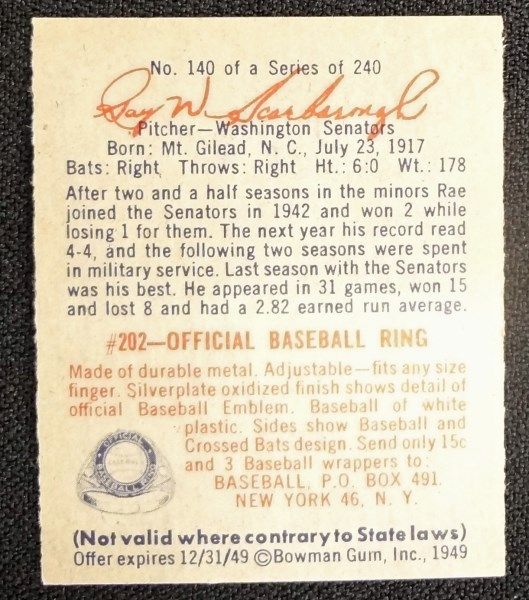 No. 140 of a Series of 240
Ray W Scarborough
Pitcher—Washington Senators
Born: Mt. Gilead, N. C., July 23, 1917
Bats: Right, Throws: Right Ht.: 6:0 Wt.: 178
After two and a half seasons in the minors Rae
joined the Senators in 1942 and won 2 while
losing 1 for them. The next year his record read
4-4, and the following two seasons were spent
in military service. Last season with the Senators
was his best. He appeared in 31 games, won 15
and lost 8 and had a 2.82 earned run average.
#202—OFFICIAL BASEBALL RING
Made of durable metal. Adjustable—fits any size
finger. Silverplate oxidized finish shows detail of
official Baseball Emblem. Baseball of white
plastic. Sides show Baseball and
Crossed Bats design. Send only 15c
and 3 Baseball wrappers to:
BASEBALL, P.O. BOX 491,
NEW YORK 46, N. Y.
OFFICIAL
BASEBALL RING
(Not valid where contrary to State laws)
Offer expires 12/31/49 ©Bowman Gum, Inc., 1949